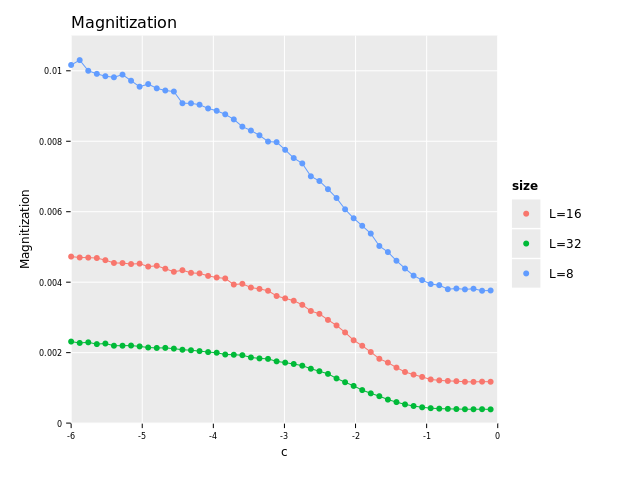 Magnitization
0.01
0.008
0.006
0.004
0.002
0
Magnitization
-6 -5 -4 -3 -2 -1 0
c
size
L=16
L=32
L=8